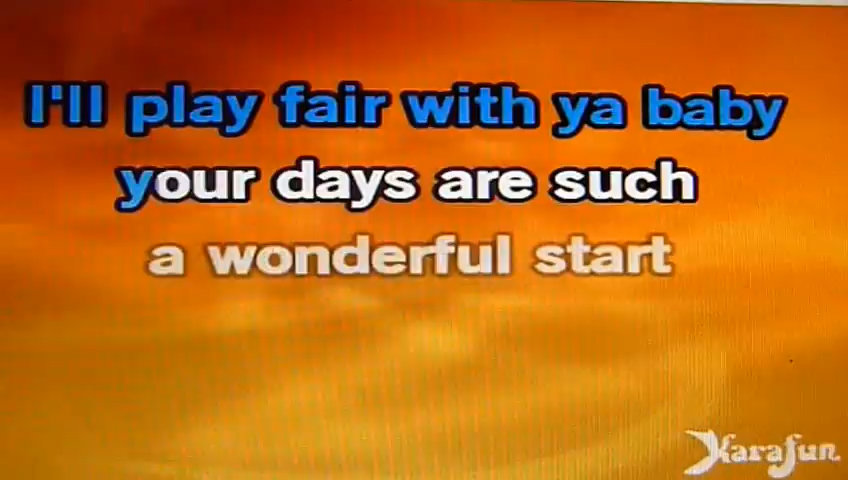 I'll play fair with ya baby
your days are such
a wonderful start
Karafun.